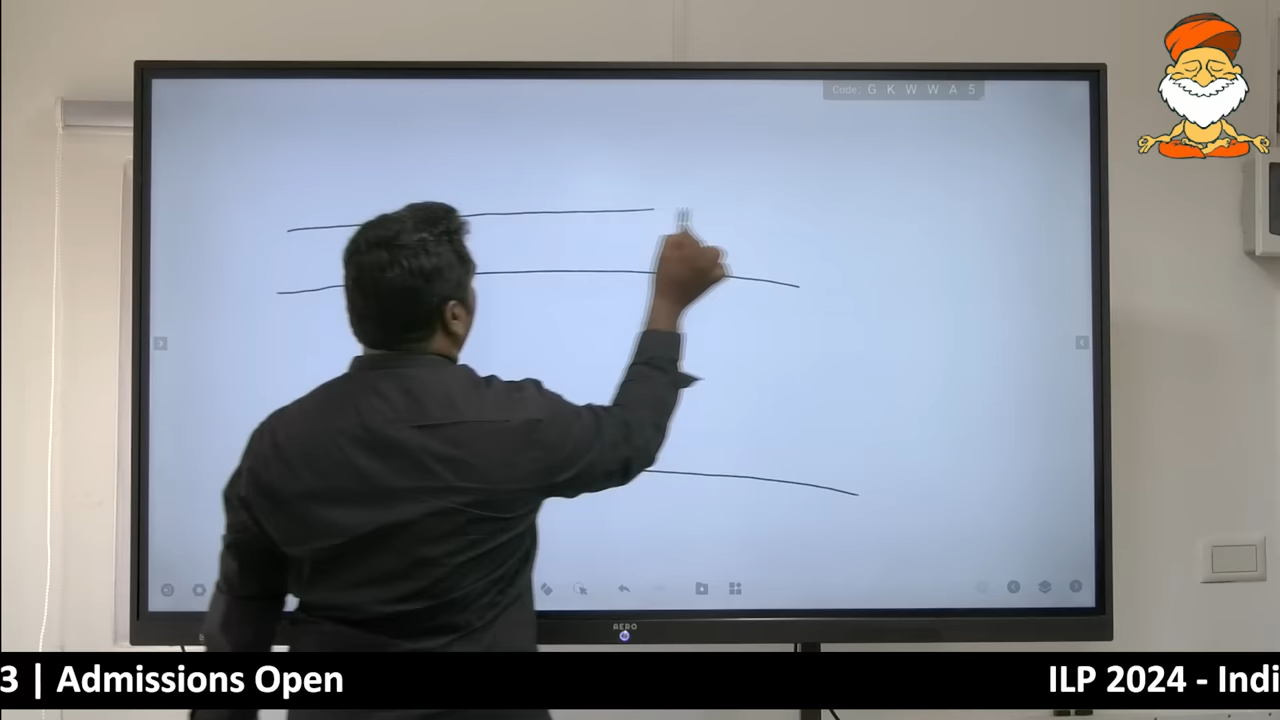 Code: G K W W A 5
AERO
3 | Admissions Open
ILP 2024 - Indi